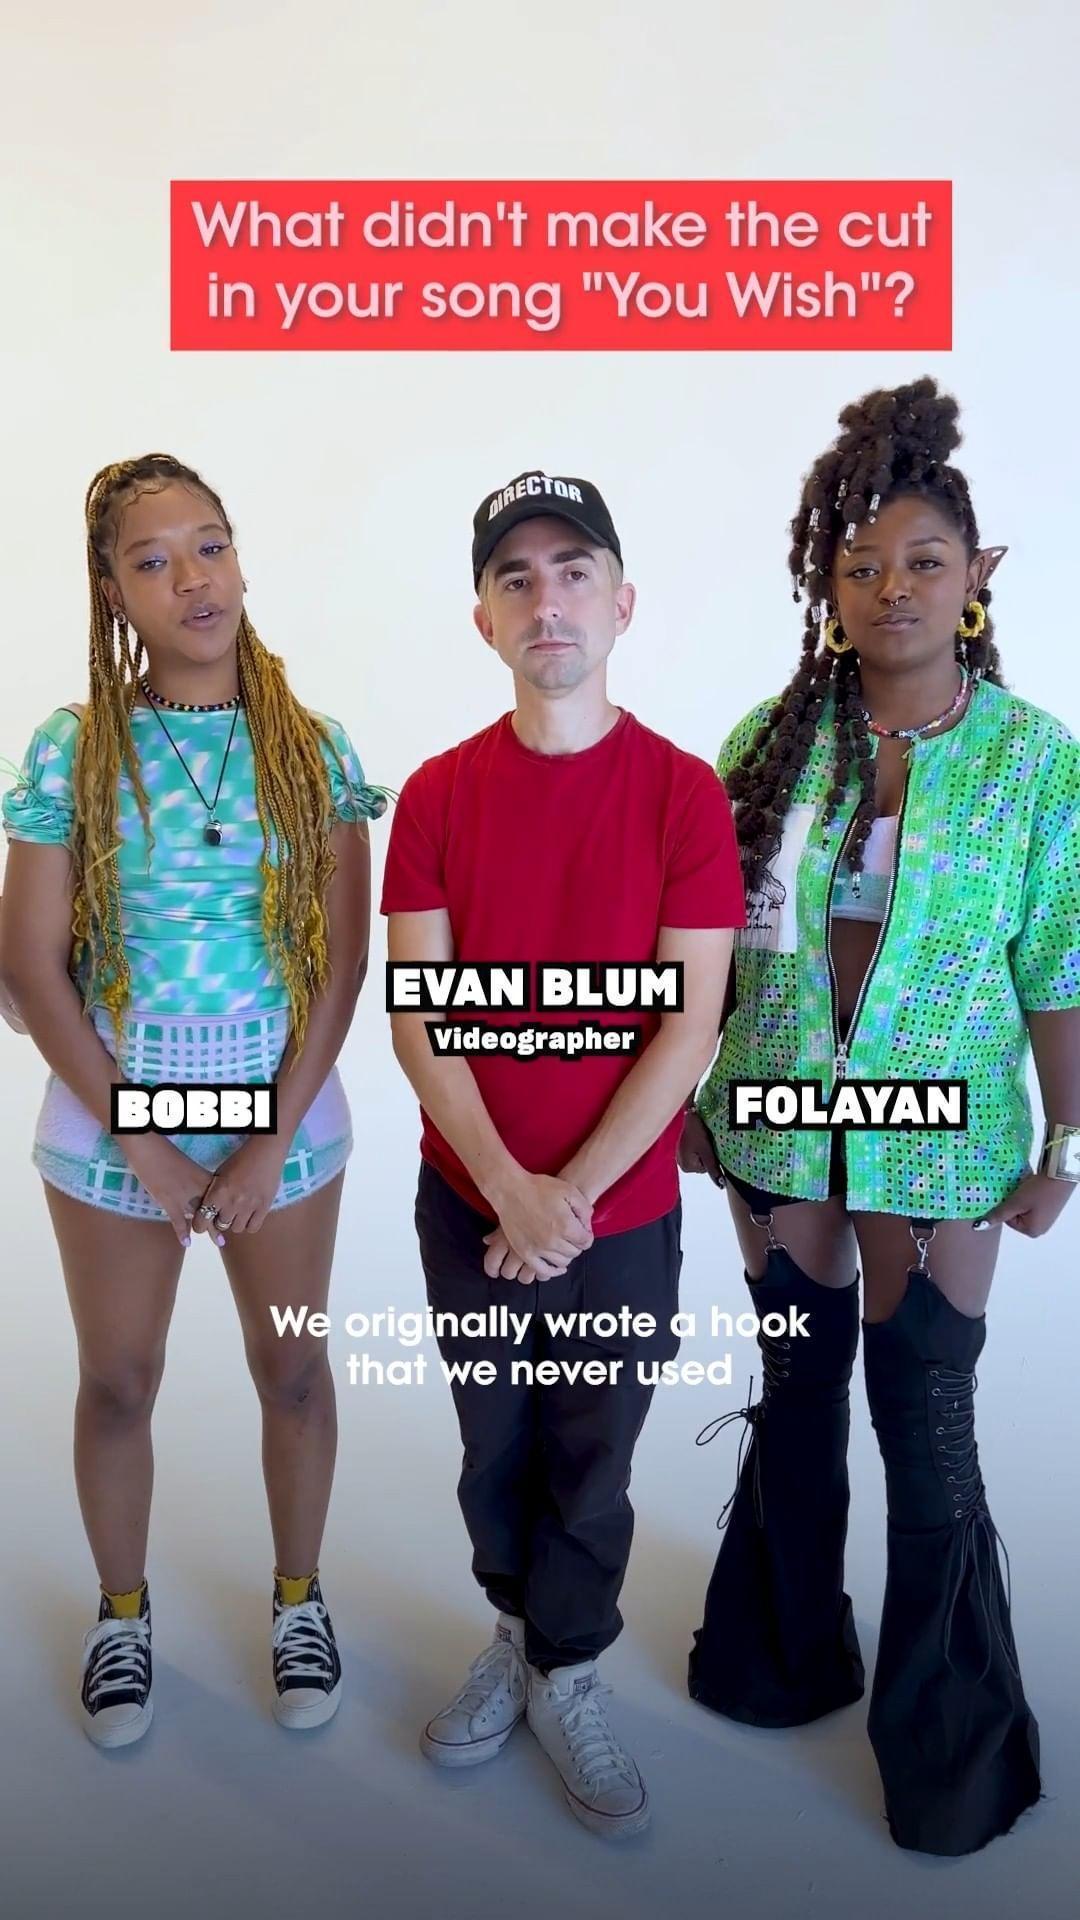 What didn't make the cut
in your song "You Wish"?
DIRECTOR
EVAN BLUM
Videographer
BOBBI
FOLAYAN
We originally wrote a hook
that we never used